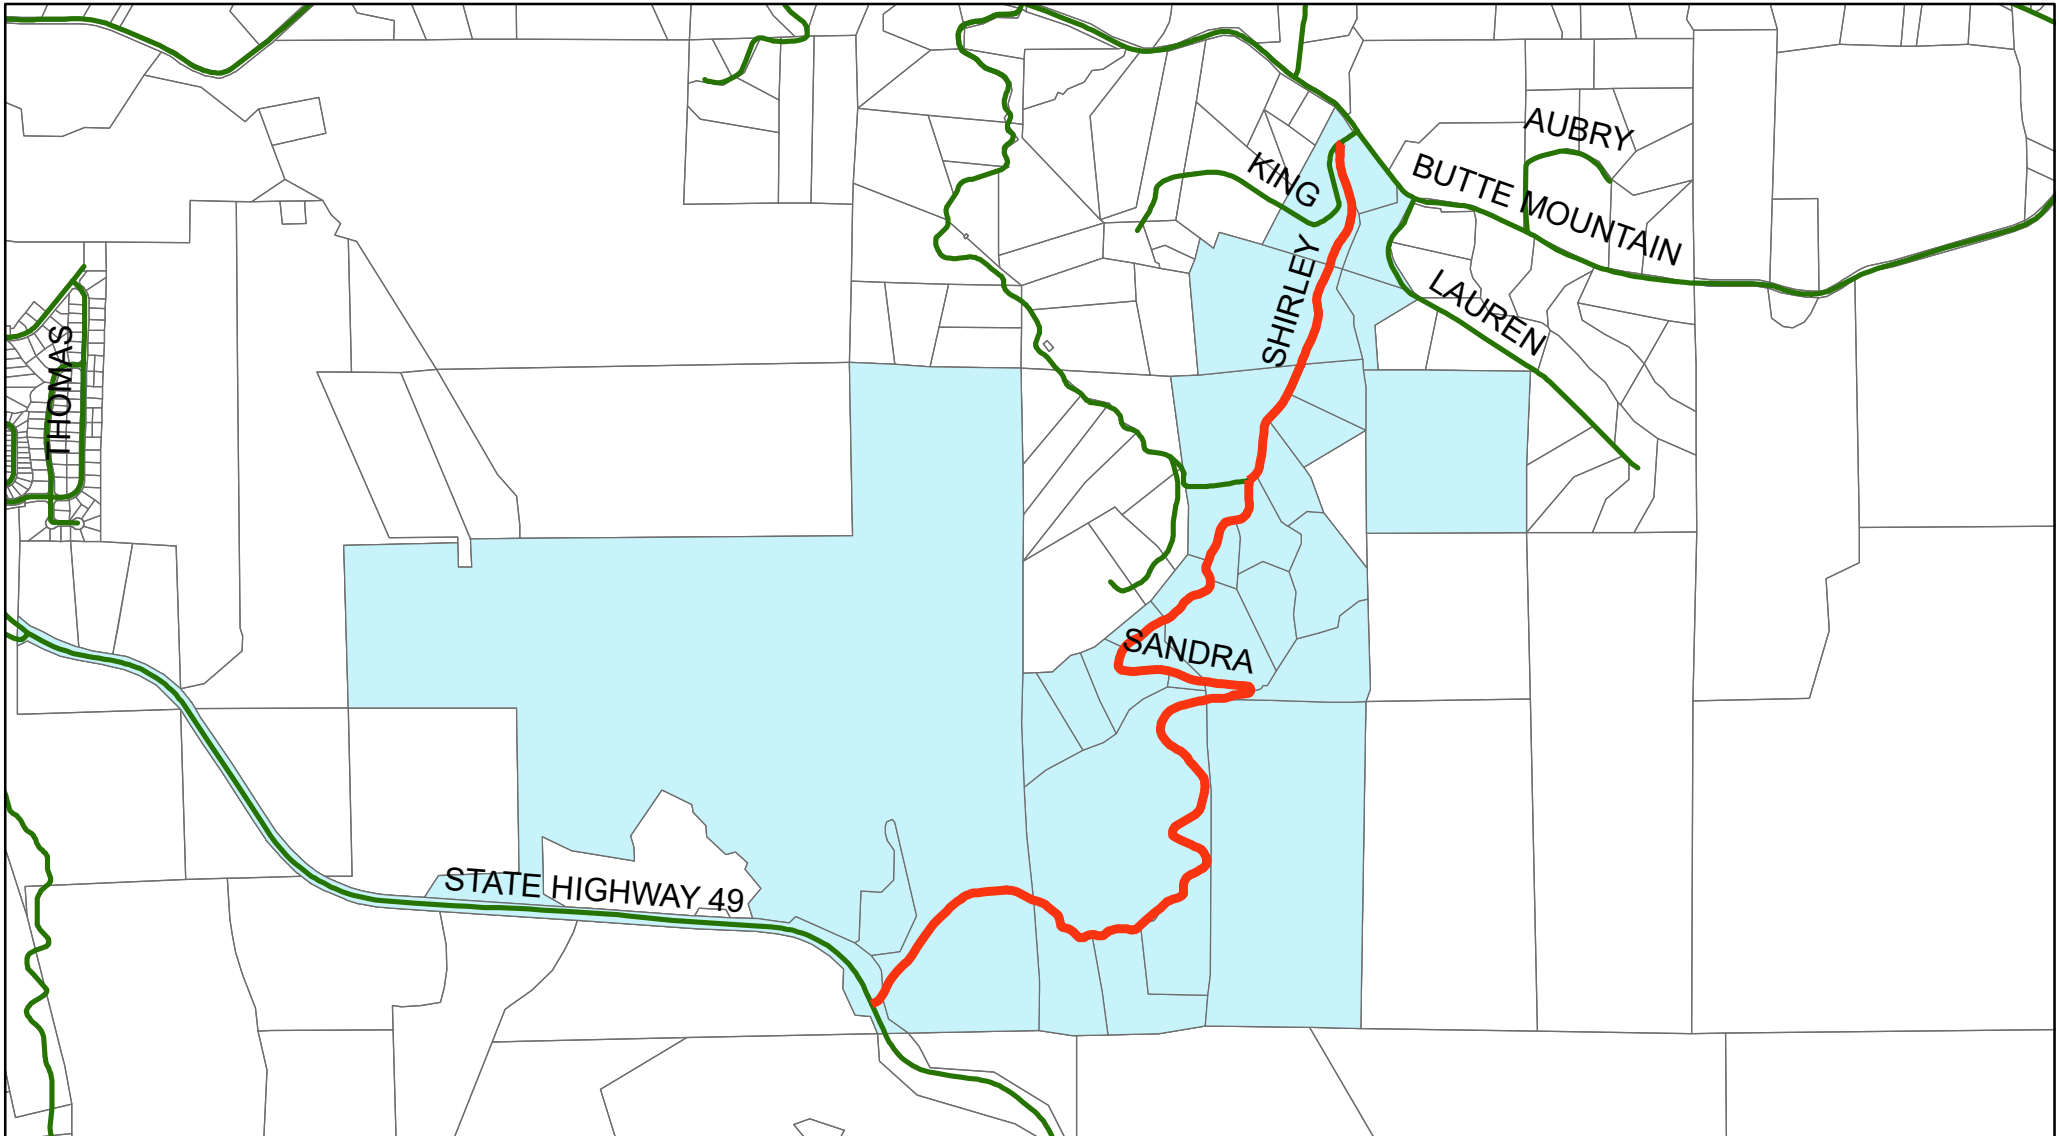 AUBRY
KING
BUTTE MOUNTAIN
SHIRLEY
LAUREN
THOMAS
SANDRA
STATE HIGHWAY 49